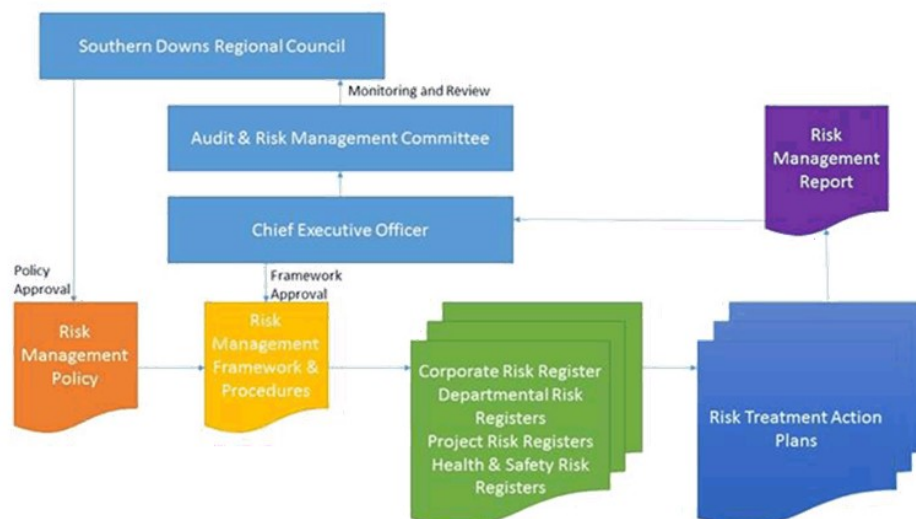 Southern Downs Regional Council
Monitoring and Review
Audit & Risk Management Committee
Risk
Management
Report
Chief Executive Officer
Policy
Approval
Framework
Approval
Risk
Management
Policy
Risk
Management
Framework &
Procedures
Corporate Risk Register
Departmental Risk
Registers
Project Risk Registers
Health & Safety Risk
Registers
Risk Treatment Action
Plans